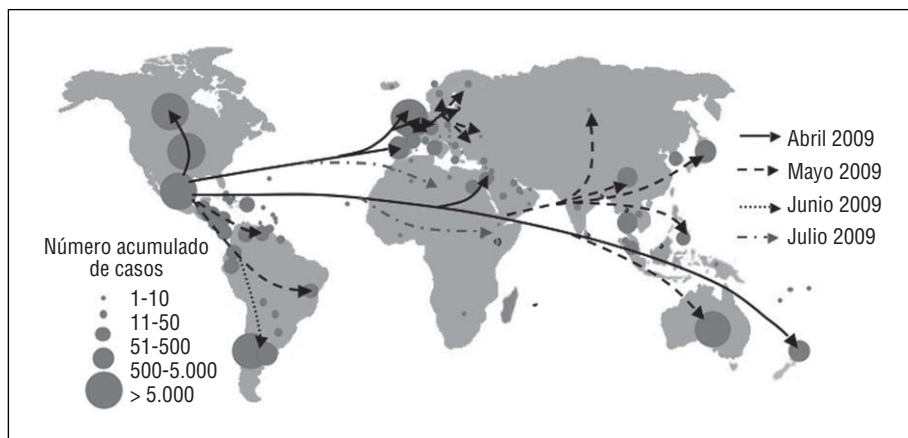 Abril 2009
Mayo 2009
Junio 2009
Julio 2009
Número acumulado
de casos
1-10
11-50
51-500
500-5.000
> 5.000